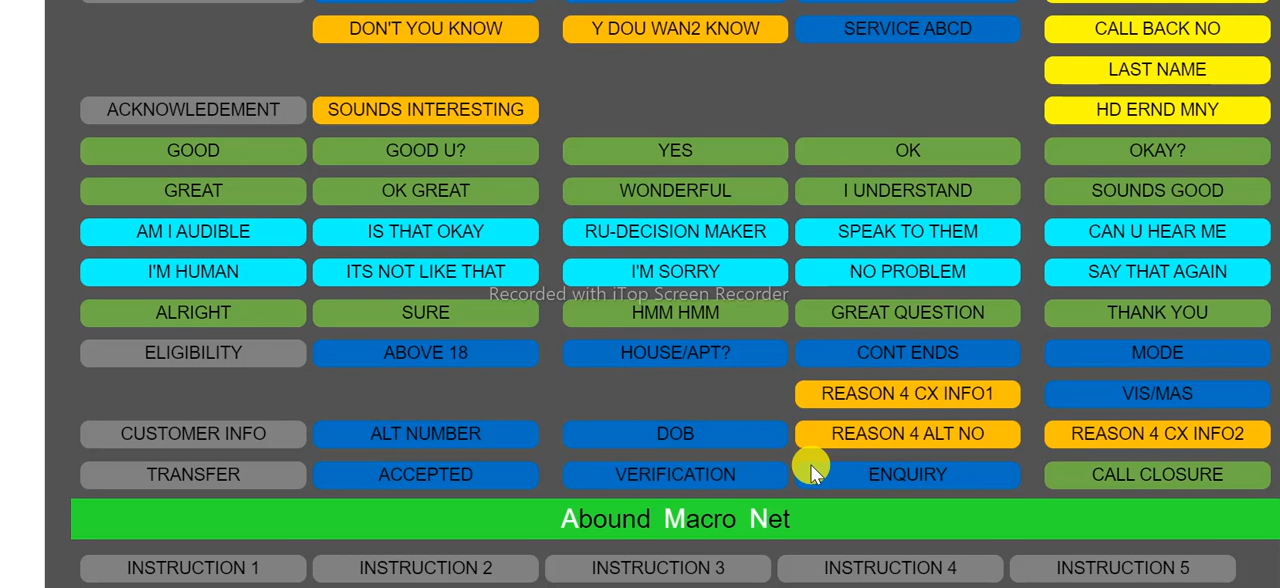 DON'T YOU KNOW Y DOU WAN2 KNOW SERVICE ABCD CALL BACK NO
LAST NAME
ACKNOWLEDEMENT SOUNDS INTERESTING HD ERND MNY
GOOD GOOD U? YES OK OKAY?
GREAT OK GREAT WONDERFUL I UNDERSTAND SOUNDS GOOD
AM I AUDIBLE IS THAT OKAY RU-DECISION MAKER SPEAK TO THEM CAN U HEAR ME
I'M HUMAN ITS NOT LIKE THAT I'M SORRY NO PROBLEM SAY THAT AGAIN
Recorded with iTop Screen Recorder
ALRIGHT SURE HMM HMM GREAT QUESTION THANK YOU
ELIGIBILITY ABOVE 18 HOUSE/APT? CONT ENDS MODE
REASON 4 CX INFO1 VIS/MAS
CUSTOMER INFO ALT NUMBER DOB REASON 4 ALT NO REASON 4 CX INFO2
TRANSFER ACCEPTED VERIFICATION ENQUIRY CALL CLOSURE
Abound Macro Net
INSTRUCTION 1 INSTRUCTION 2 INSTRUCTION 3 INSTRUCTION 4 INSTRUCTION 5